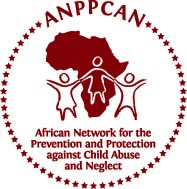 ANPPCAN
African Network for the
Prevention and Protection
against Child Abuse
and Neglect